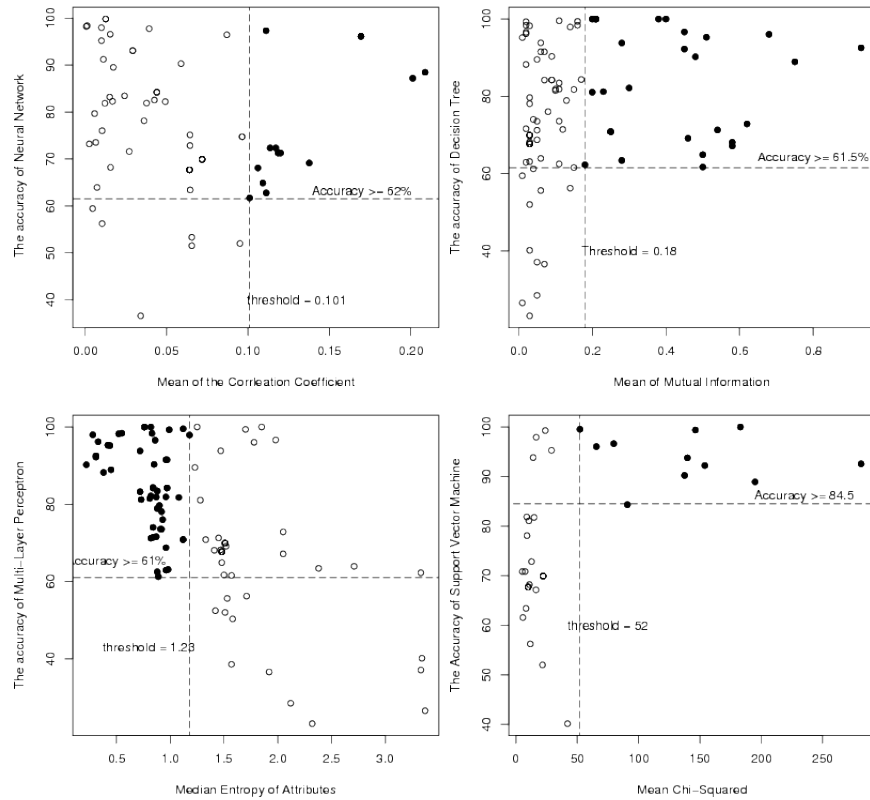 The accuracy of Neural Network
100
90
80
70
60
50
40
Accuracy >= 62%
threshold = 0.101
0.00 0.05 0.10 0.15 0.20
Mean of the Corrleation Coefficient
The accuracy of Decision Tree
100
80
60
40
Accuracy >= 61.5%
Threshold = 0.18
0.0 0.2 0.4 0.6 0.8
Mean of Mutual Information
The accuracy of Multi-Layer Perceptron
100
80
60
40
Accuracy >= 61%
threshold = 1.23
0.5 1.0 1.5 2.0 2.5 3.0
Median Entropy of Attributes
The Accuracy of Support Vector Machine
100
90
80
70
60
50
40
Accuracy >= 84.5
threshold = 52
0 50 100 150 200 250
Mean Chi-Squared